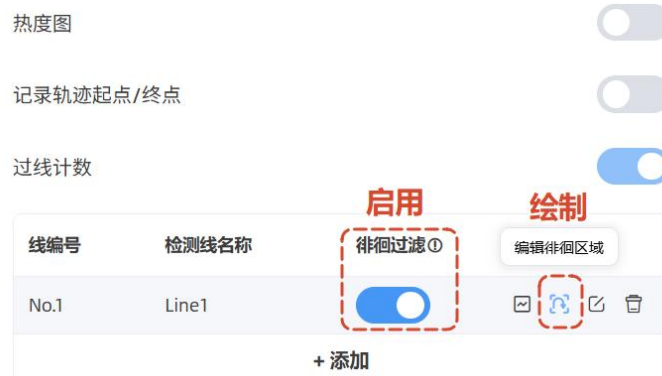 热度图
记录轨迹起点/终点
过线计数
启用 绘制
线编号 检测线名称 徘徊过滤 编辑徘徊区域
No.1 Line1
+ 添加